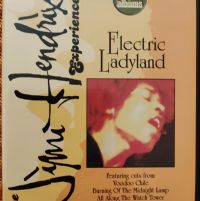 albums
Jimi Hendrix
Experience
Electric
Ladyland
Featuring cuts from
Voodoo Chile
Burning Of The Midnight Lamp
All Along The Watch Tower